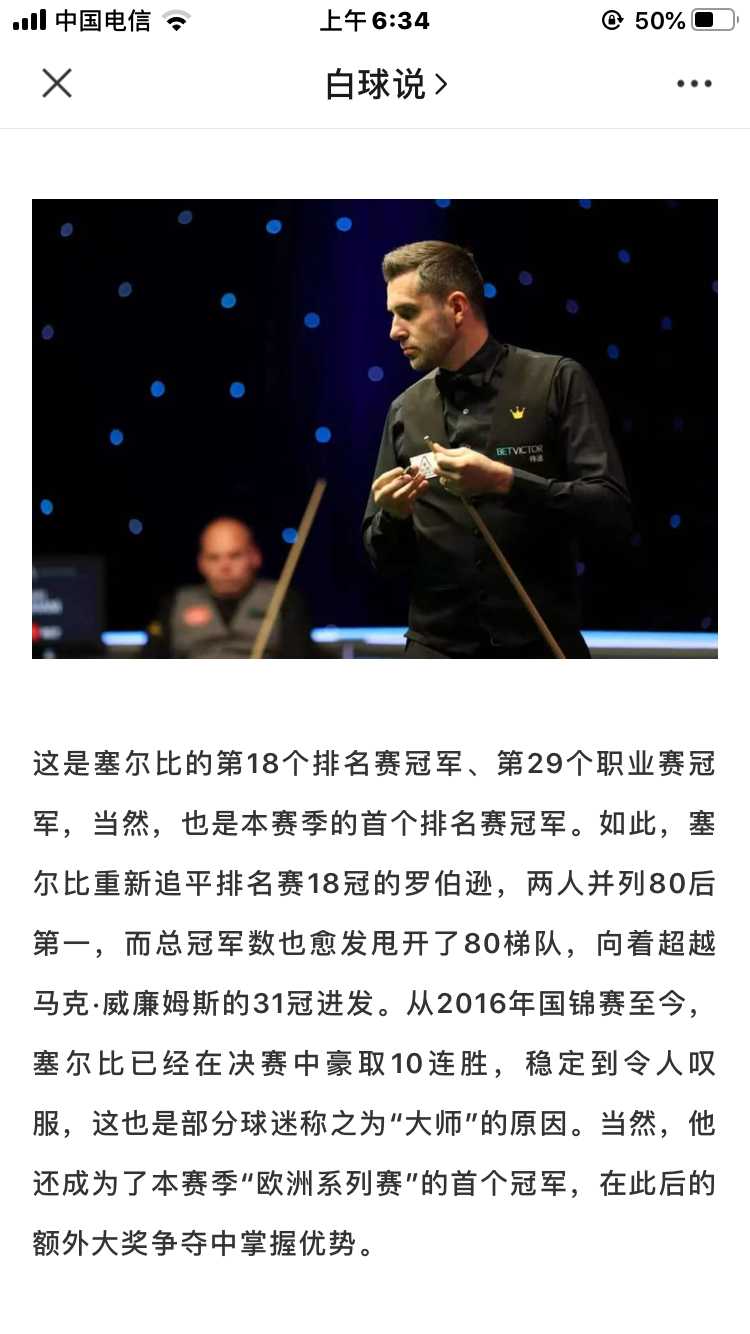 中国电信
上午6:34
50%
白球说
BETVICTOR
伟德
这是塞尔比的第18个排名赛冠军、第29个职业赛冠
军，当然，也是本赛季的首个排名赛冠军。如此，塞
尔比重新追平排名赛18冠的罗伯逊，两人并列80后
第一，而总冠军数也愈发甩开了80梯队，向着超越
马克·威廉姆斯的31冠进发。从2016年国锦赛至今，
塞尔比已经在决赛中豪取10连胜，稳定到令人叹
服，这也是部分球迷称之为“大师”的原因。当然，他
还成为了本赛季“欧洲系列赛”的首个冠军，在此后的
额外大奖争夺中掌握优势。